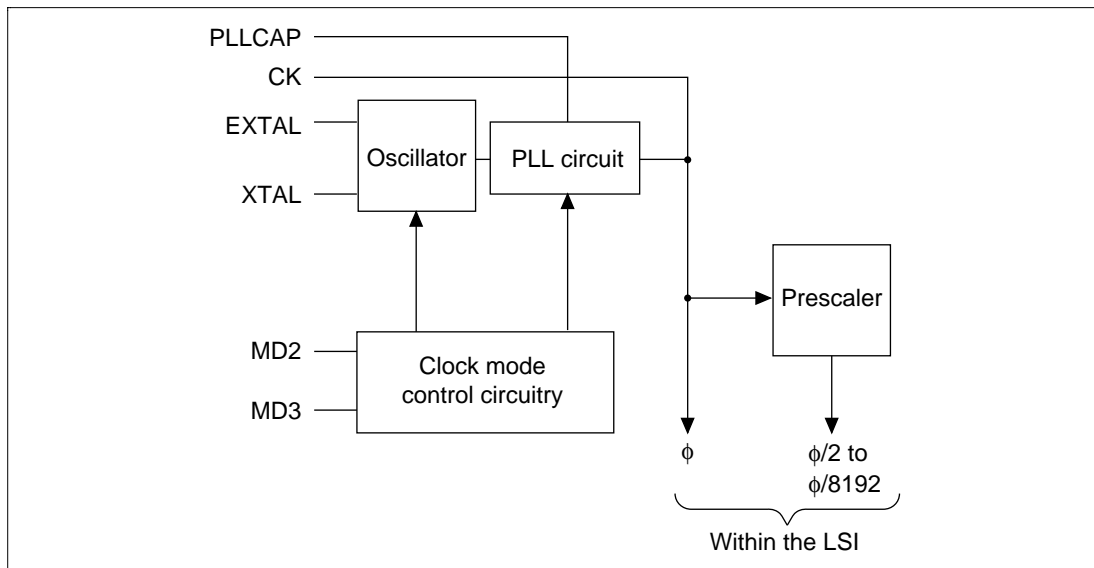 PLLCAP
CK
EXTAL
Oscillator
PLL circuit
XTAL
Prescaler
MD2
Clock mode
control circuitry
MD3
ϕ
ϕ/2 to
ϕ/8192
Within the LSI